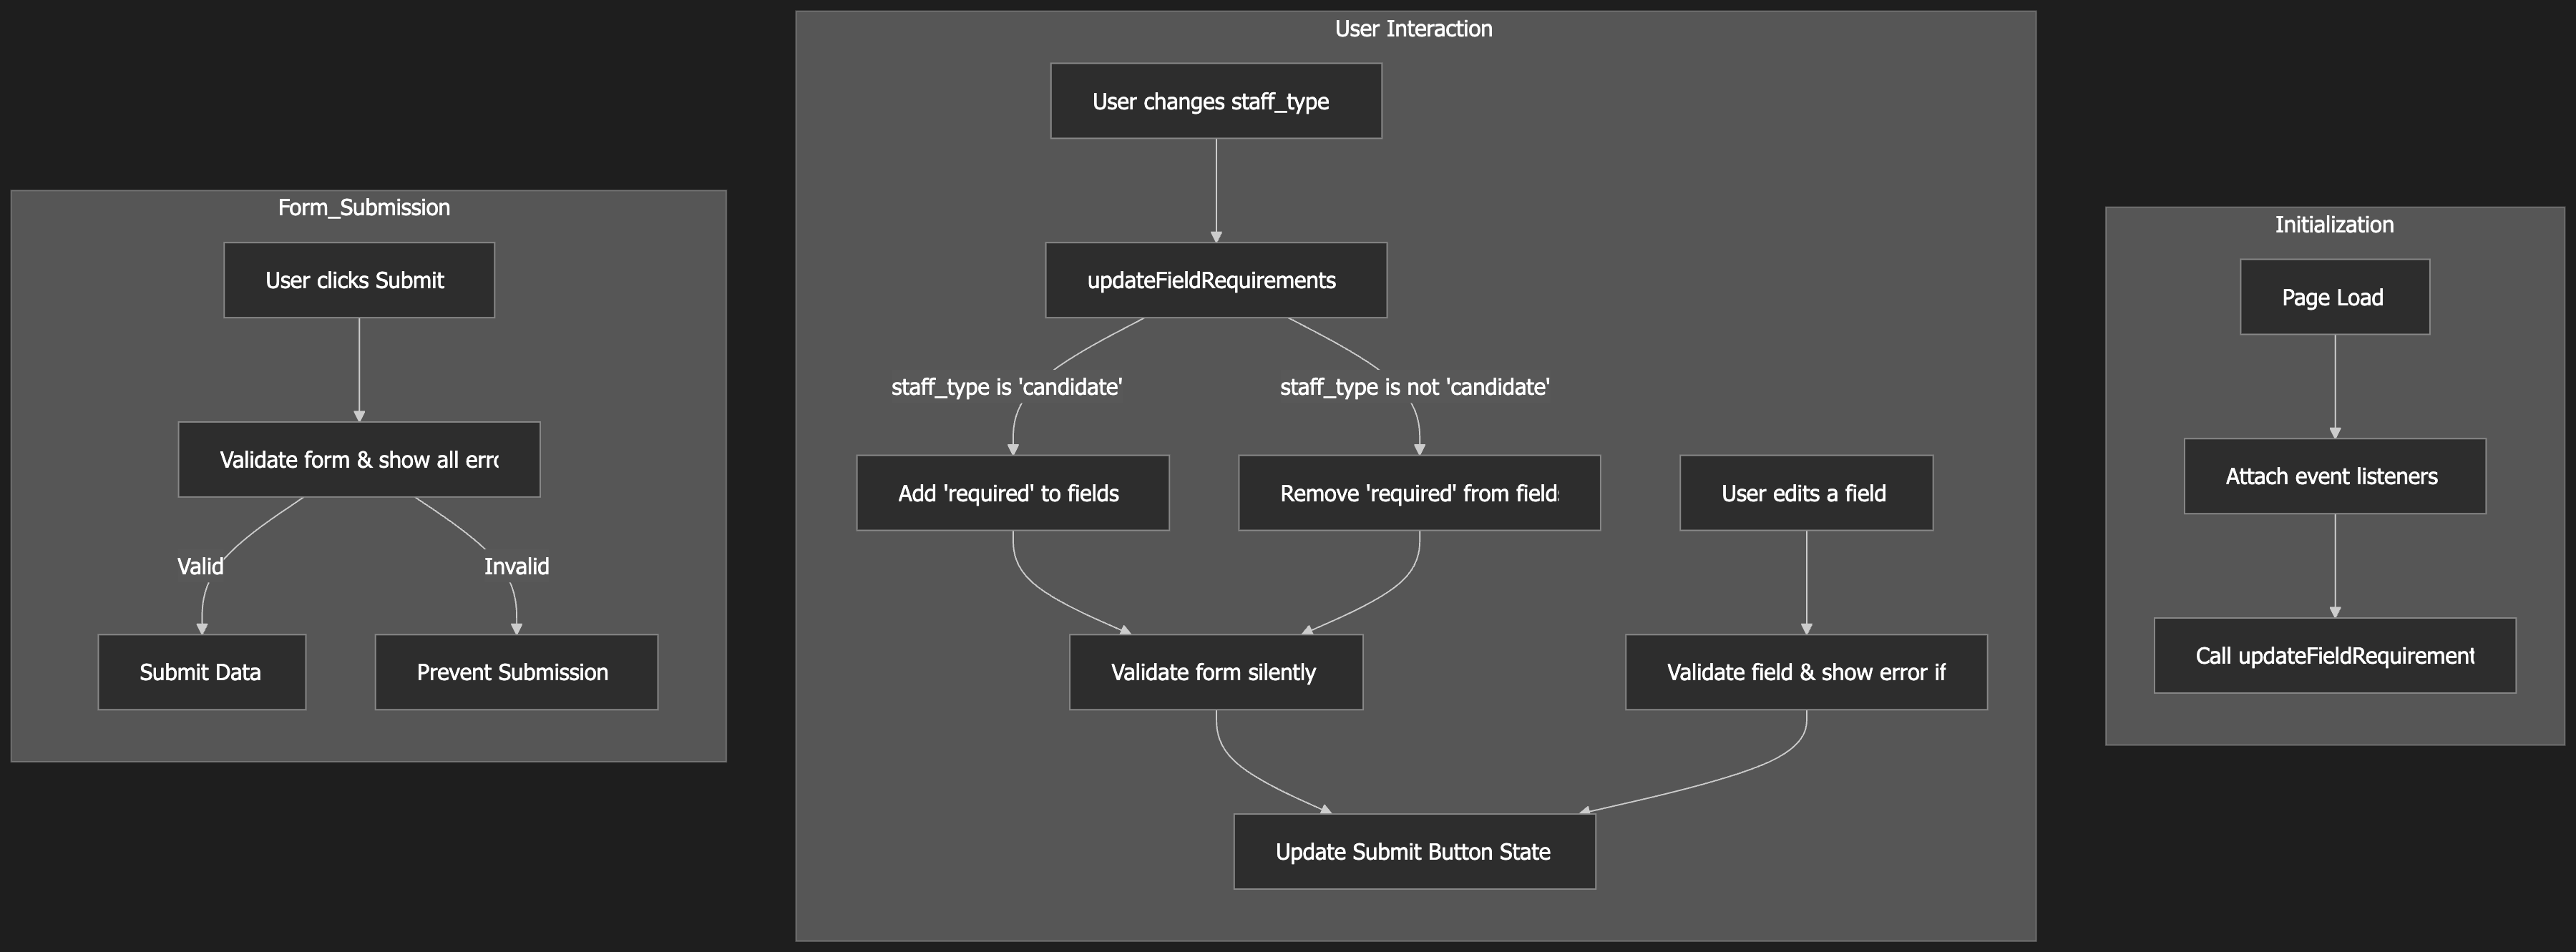 Form_Submission
User clicks Submit
Validate form & show all erro
Valid
Invalid
Submit Data
Prevent Submission
User Interaction
User changes staff_type
updateFieldRequirements
staff_type is 'candidate'
staff_type is not 'candidate'
Add 'required' to fields
Remove 'required' from field
User edits a field
Validate form silently
Validate field & show error if
Update Submit Button State
Initialization
Page Load
Attach event listeners
Call updateFieldRequirement